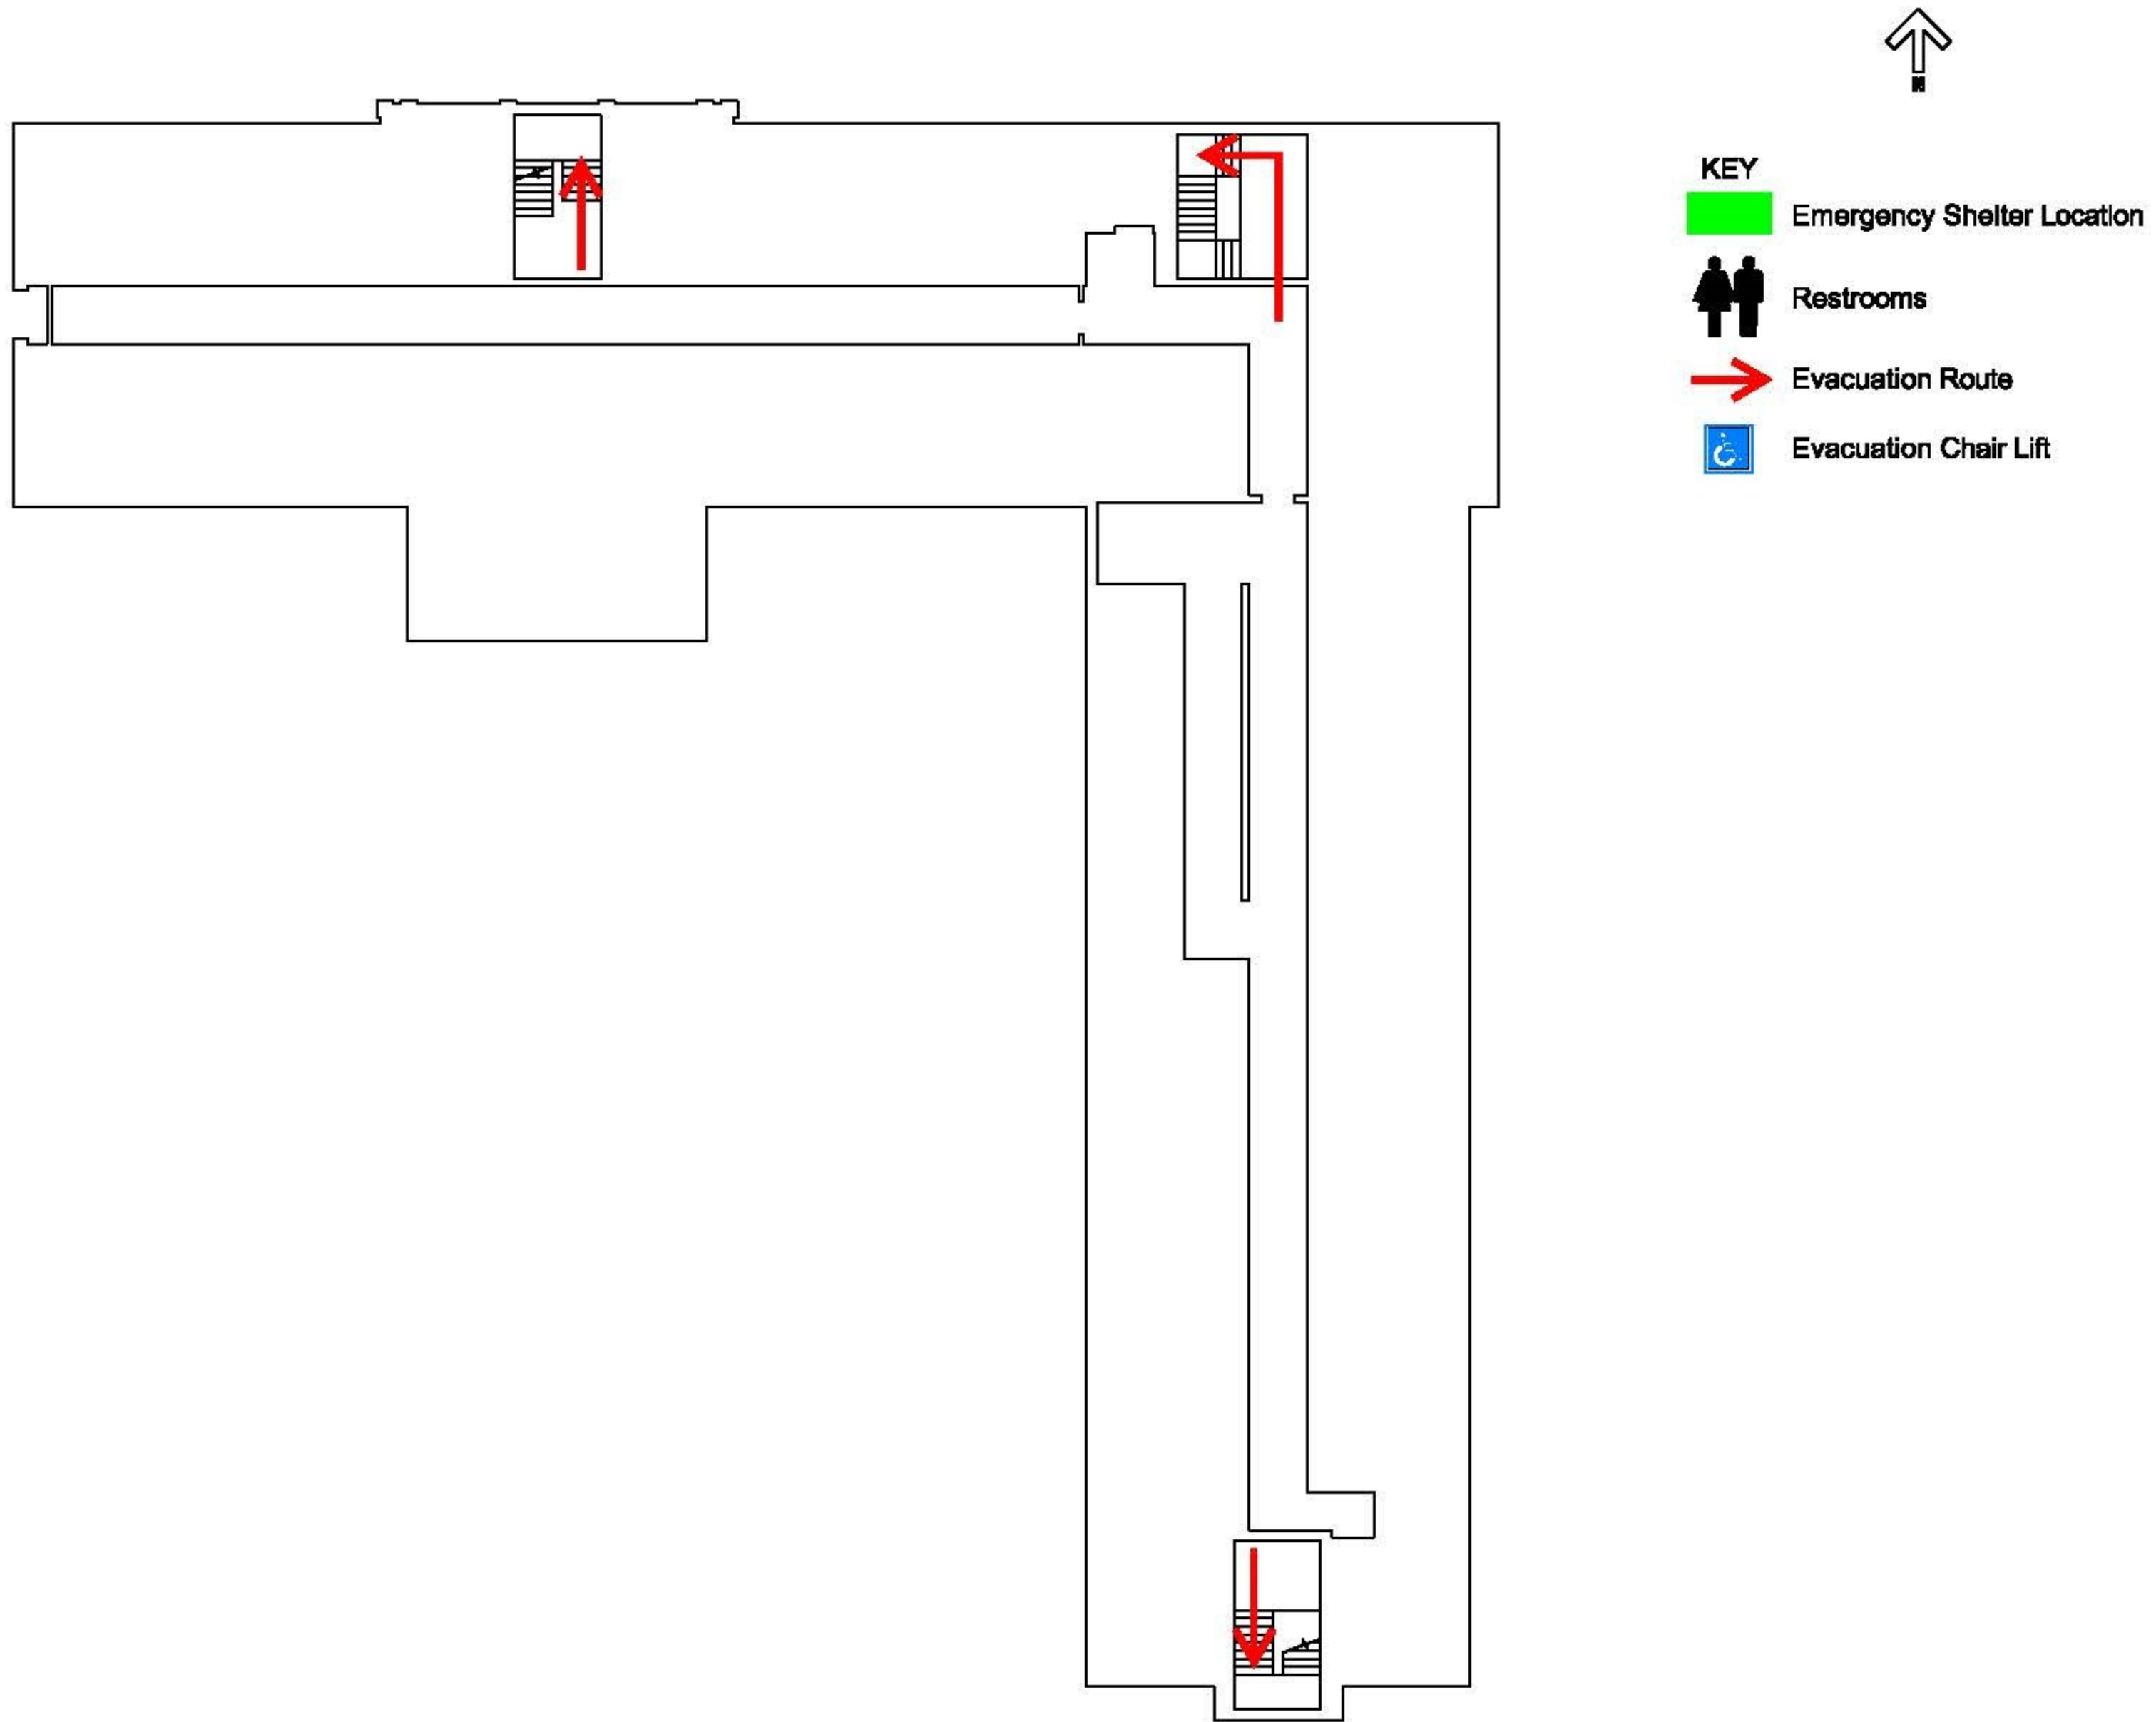 N
KEY
Emergency Shelter Location
Restrooms
Evacuation Route
Evacuation Chair Lift